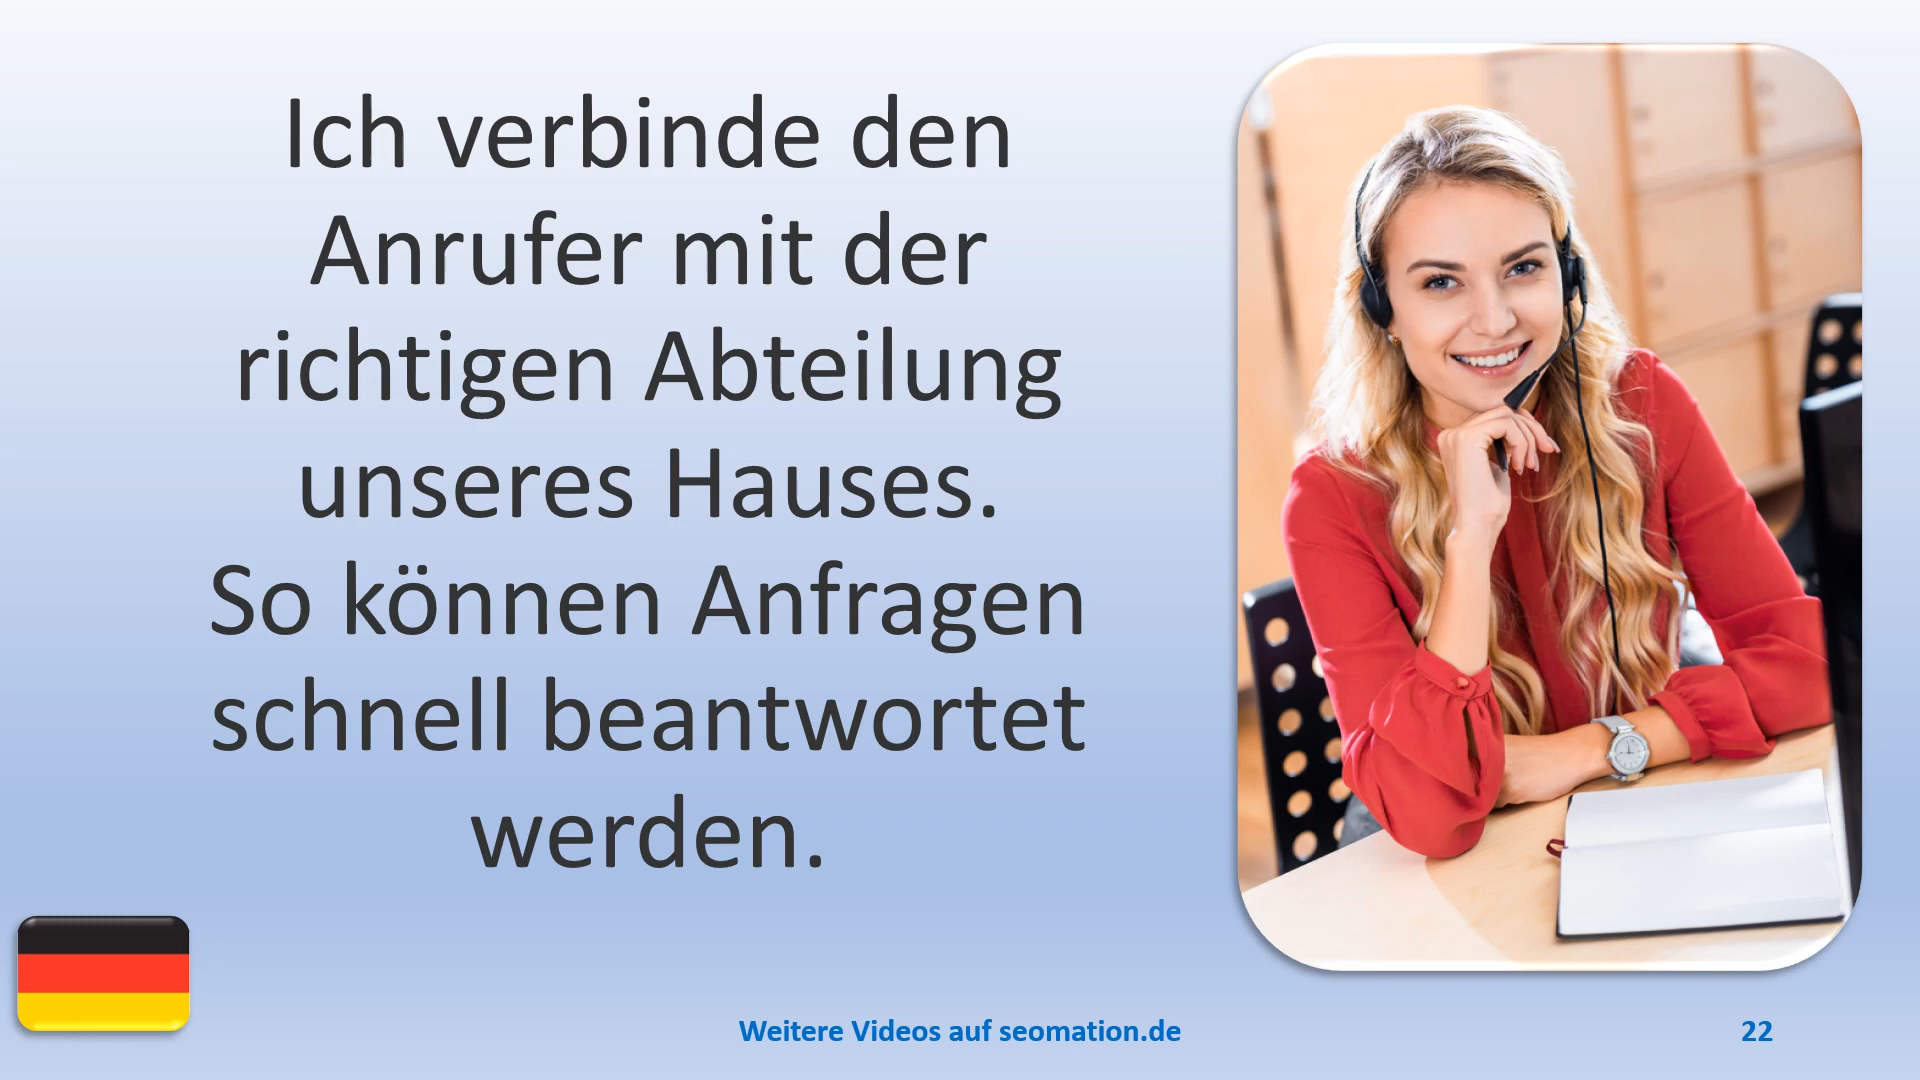 Ich verbinde den
Anrufer mit der
richtigen Abteilung
unseres Hauses.
So können Anfragen
schnell beantwortet
werden.
Weitere Videos auf seomation.de
22